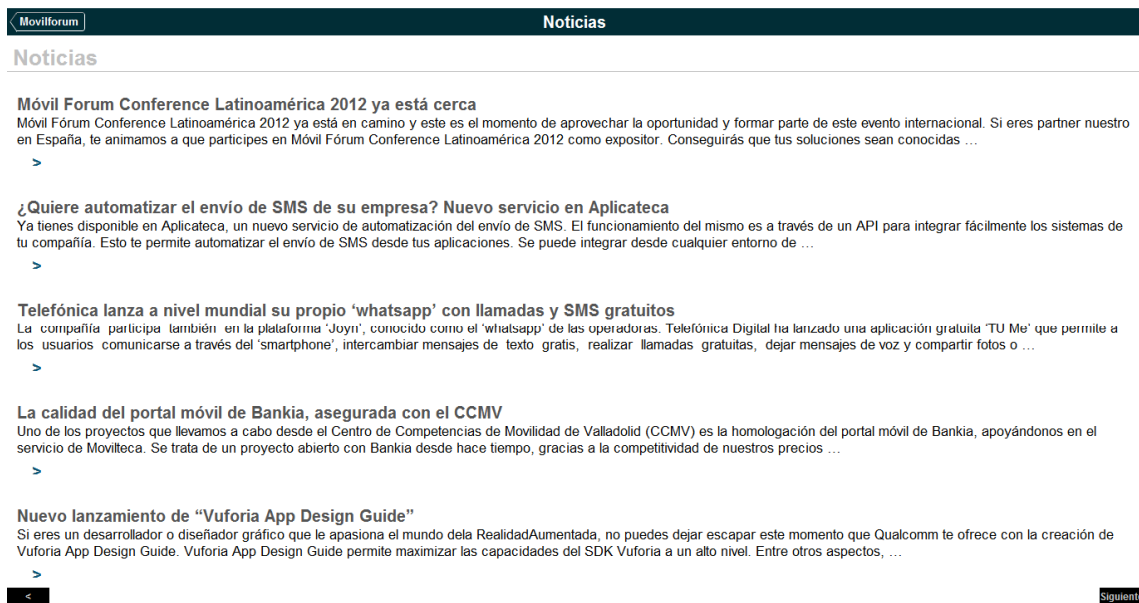 Movilforum
Noticias
Noticias
Móvil Forum Conference Latinoamérica 2012 ya está cerca
Móvil Fórum Conference Latinoamérica 2012 ya está en camino y este es el momento de aprovechar la oportunidad y formar parte de este evento internacional. Si eres partner nuestro
en España, te animamos a que participes en Móvil Fórum Conference Latinoamérica 2012 como expositor. Conseguirás que tus soluciones sean conocidas …
>
¿Quiere automatizar el envío de SMS de su empresa? Nuevo servicio en Aplicateca
Ya tienes disponible en Aplicateca, un nuevo servicio de automatización del envío de SMS. El funcionamiento del mismo es a través de un API para integrar fácilmente los sistemas de
tu compañía. Esto te permite automatizar el envío de SMS desde tus aplicaciones. Se puede integrar desde cualquier entorno de …
>
Telefónica lanza a nivel mundial su propio ‘whatsapp’ con llamadas y SMS gratuitos
La compañía participa también en la plataforma ‘Joyn’, conocido como el ‘whatsapp’ de las operadoras. Telefónica Digital ha lanzado una aplicación gratuita ‘TU Me’ que permite a
los usuarios comunicarse a través del ‘smartphone’, intercambiar mensajes de texto gratis, realizar llamadas gratuitas, dejar mensajes de voz y compartir fotos o …
>
La calidad del portal móvil de Bankia, asegurada con el CCMV
Uno de los proyectos que llevamos a cabo desde el Centro de Competencias de Movilidad de Valladolid (CCMV) es la homologación del portal móvil de Bankia, apoyándonos en el
servicio de Movilteca. Se trata de un proyecto abierto con Bankia desde hace tiempo, gracias a la competitividad de nuestros precios …
>
Nuevo lanzamiento de “Vuforia App Design Guide”
Si eres un desarrollador o diseñador gráfico que le apasiona el mundo dela RealidadAumentada, no puedes dejar escapar este momento que Qualcomm te ofrece con la creación de
Vuforia App Design Guide. Vuforia App Design Guide permite maximizar las capacidades del SDK Vuforia a un alto nivel. Entre otros aspectos, …
>
<
Siguiente